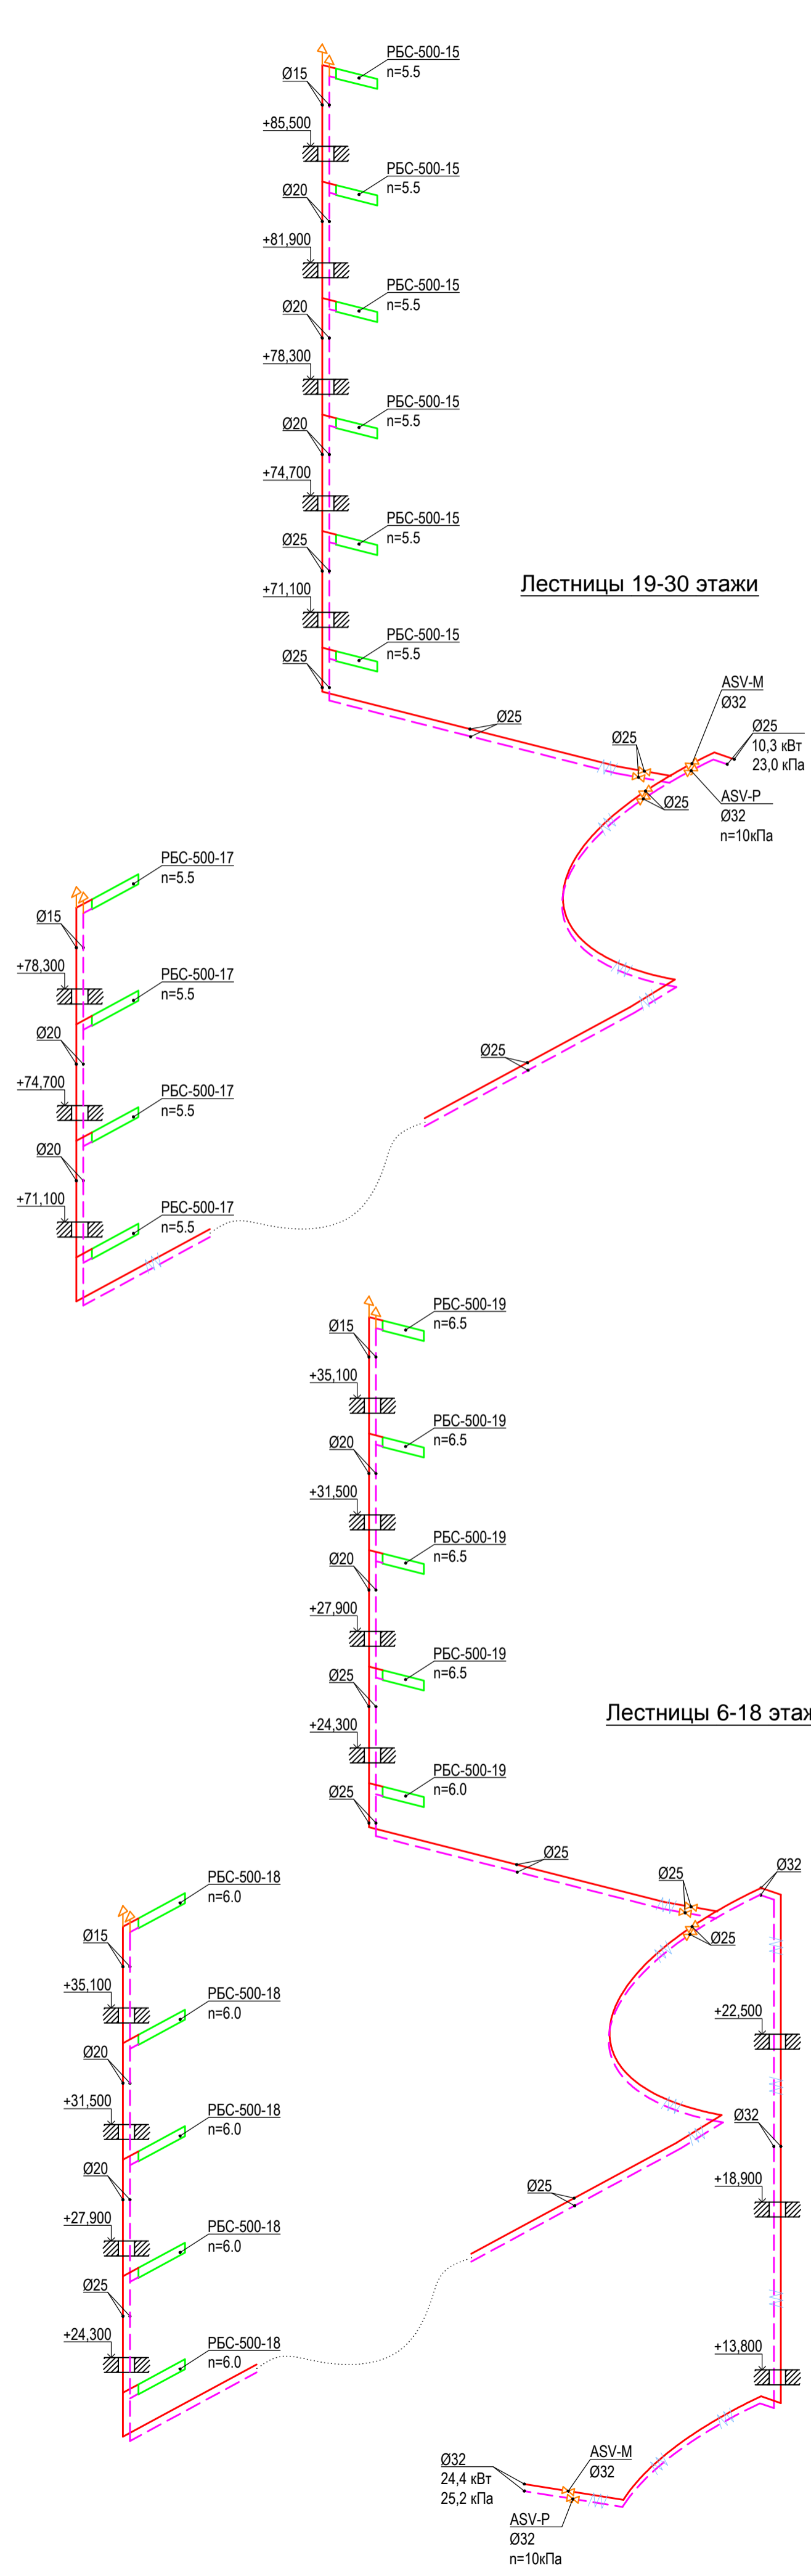 РБС-500-15
n=5.5
Ø15
+85,500
РБС-500-15
n=5.5
Ø20
+81,900
РБС-500-15
n=5.5
Ø20
+78,300
РБС-500-15
n=5.5
Ø20
+74,700
РБС-500-15
n=5.5
Ø25
+71,100
РБС-500-15
n=5.5
Ø25
Лестницы 19-30 этажи
Ø25
Ø25
ASV-M
Ø32
Ø25
10,3 кВт
23,0 кПа
ASV-P
Ø32
n=10кПа
Ø25
РБС-500-17
n=5.5
Ø15
+78,300
РБС-500-17
n=5.5
Ø20
+74,700
РБС-500-17
n=5.5
Ø20
+71,100
РБС-500-17
n=5.5
Ø25
РБС-500-19
n=6.5
Ø15
+35,100
РБС-500-19
n=6.5
Ø20
+31,500
РБС-500-19
n=6.5
Ø20
+27,900
РБС-500-19
n=6.5
Ø25
+24,300
РБС-500-19
n=6.0
Ø25
Лестницы 6-18 этаж
Ø25
Ø25
Ø32
Ø25
РБС-500-18
n=6.0
Ø15
+35,100
РБС-500-18
n=6.0
Ø20
+31,500
РБС-500-18
n=6.0
Ø20
+27,900
РБС-500-18
n=6.0
Ø25
+24,300
РБС-500-18
n=6.0
+22,500
Ø32
+18,900
Ø25
+13,800
Ø32
24,4 кВт
25,2 кПа
ASV-M
Ø32
ASV-P
Ø32
n=10кПа